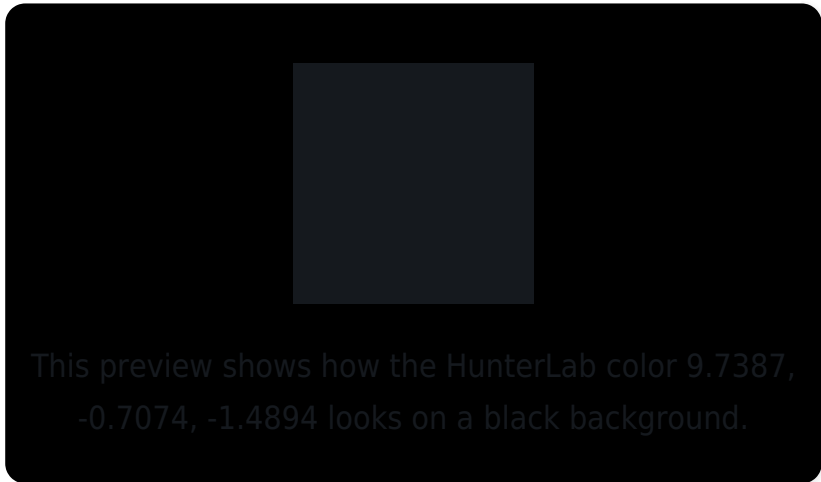 This preview shows how the HunterLab color 9.7387,
-0.7074, -1.4894 looks on a black background.